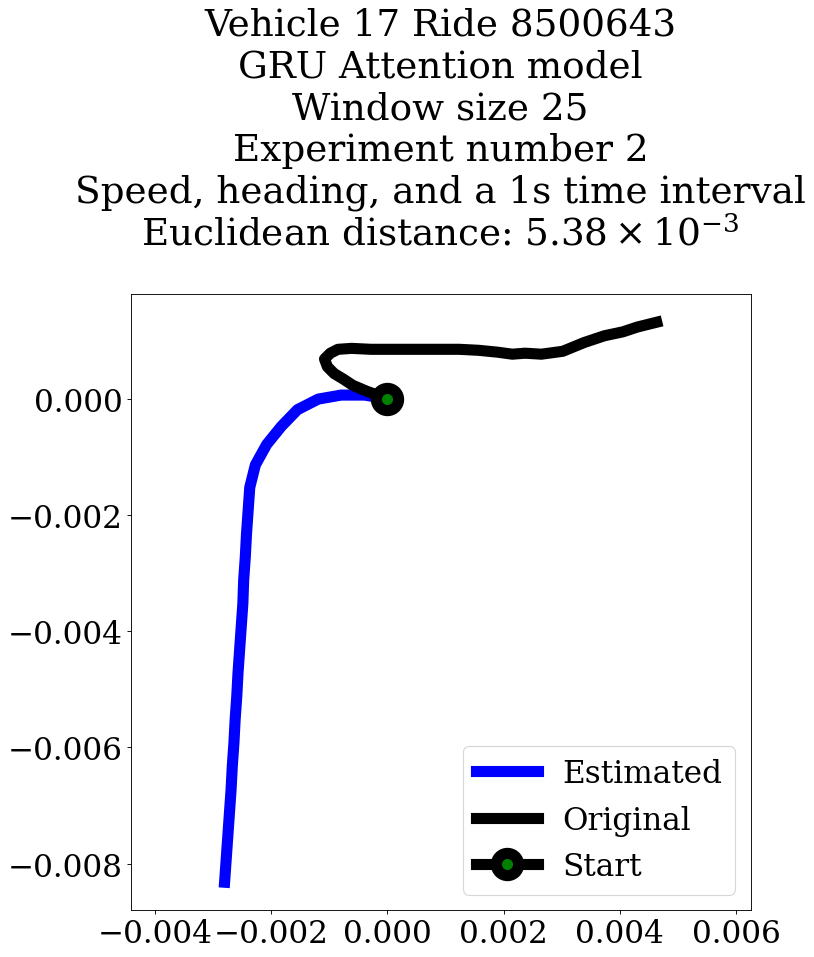 Vehicle 17 Ride 8500643
GRU Attention model
Window size 25
Experiment number 2
Speed, heading, and a 1s time interval
Euclidean distance: 5.38 × 10⁻³
0.000
−0.002
−0.004
−0.006
−0.008
Estimated
Original
Start
−0.004 −0.002 0.000 0.002 0.004 0.006